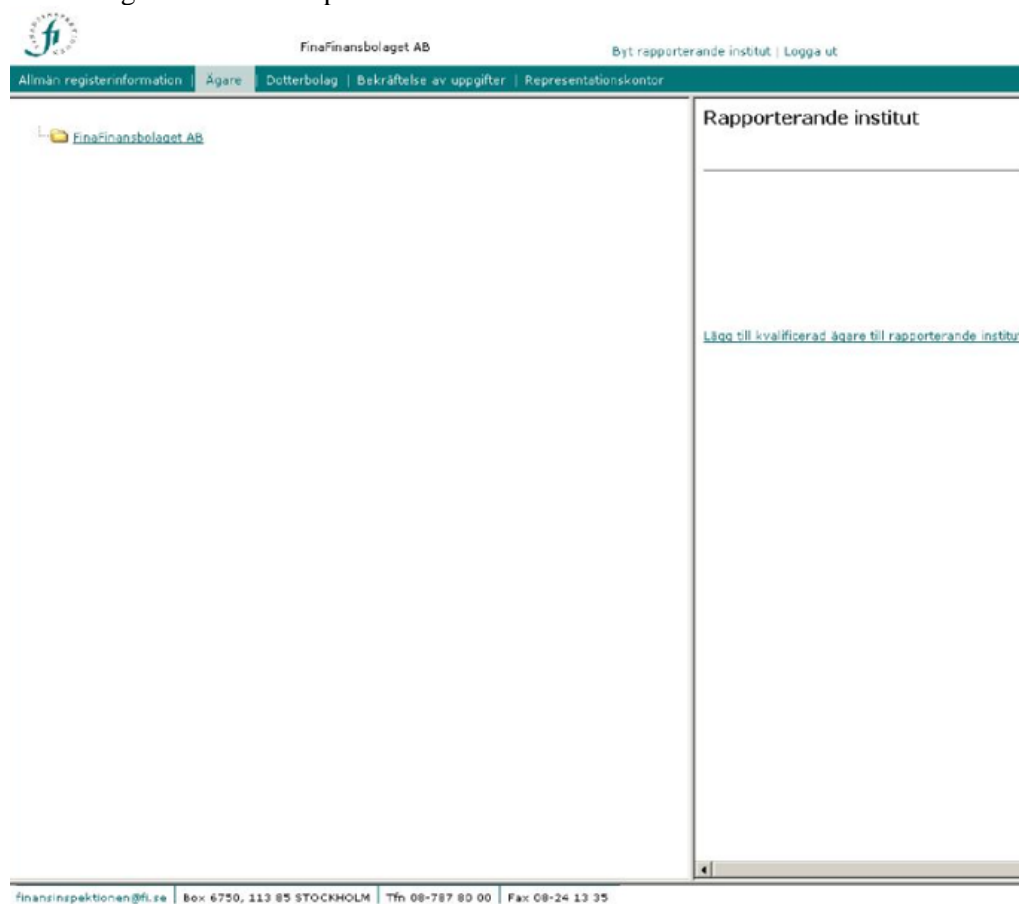 fi
FinaFinansbolaget AB
Byt rapporterande institut | Logga ut
Allmän registerinformation | Ägare | Dotterbolag | Bekräftelse av uppgifter | Representationskontor
FinaFinansbolaget AB
Rapporterande institut
Lägg till kvalificerad ägare till rapporterande institut
finansinspektionen@fi.se | Box 6750, 113 85 STOCKHOLM | Tfn 08-787 80 00 | Fax 08-24 13 35